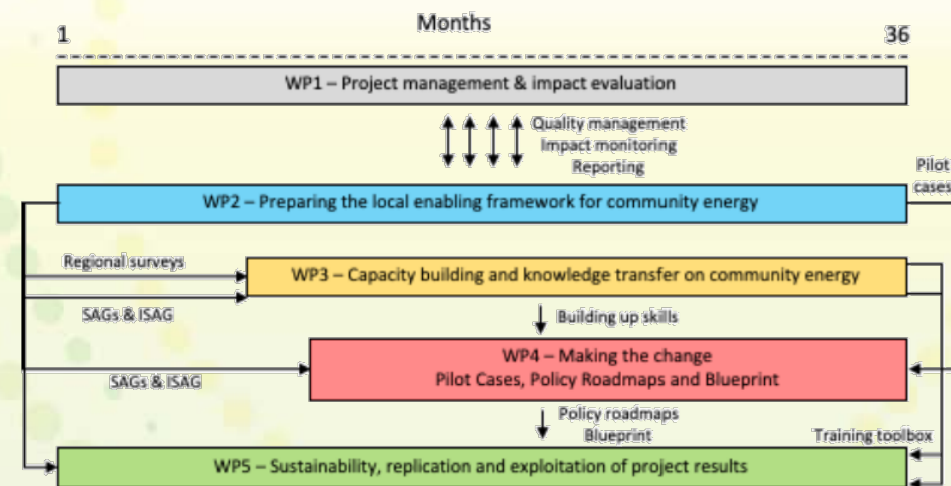 Months
1
36
WP1 – Project management & impact evaluation
Quality management
Impact monitoring
Reporting
Pilot
cases
WP2 – Preparing the local enabling framework for community energy
Regional surveys
WP3 – Capacity building and knowledge transfer on community energy
SAGs & ISAG
Building up skills
WP4 – Making the change
Pilot Cases, Policy Roadmaps and Blueprint
SAGs & ISAG
Policy roadmaps
Blueprint
Training toolbox
WP5 – Sustainability, replication and exploitation of project results